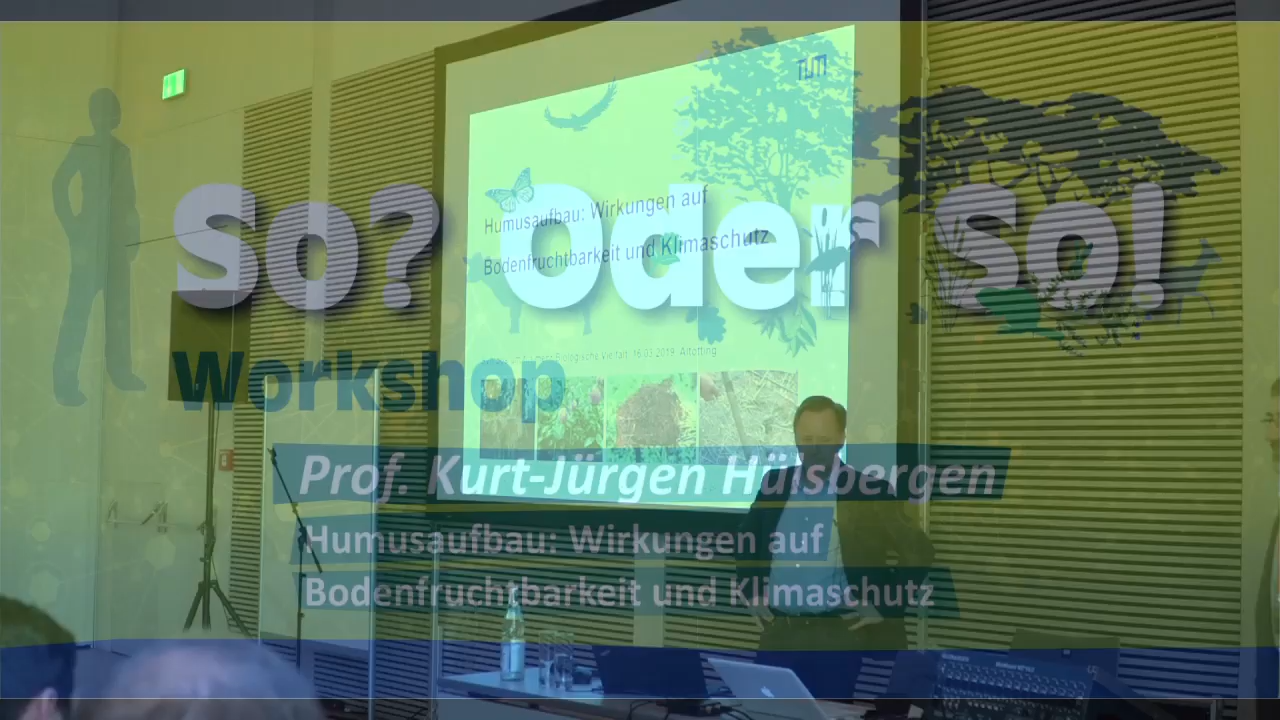 TUM
Humusaufbau: Wirkungen auf
Bodenfruchtbarkeit und Klimaschutz
So? Oder so!
Biologische Vielfalt, 16.03.2019, Altötting
Workshop
Prof. Kurt-Jürgen Hülsbergen
Humusaufbau: Wirkungen auf
Bodenfruchtbarkeit und Klimaschutz